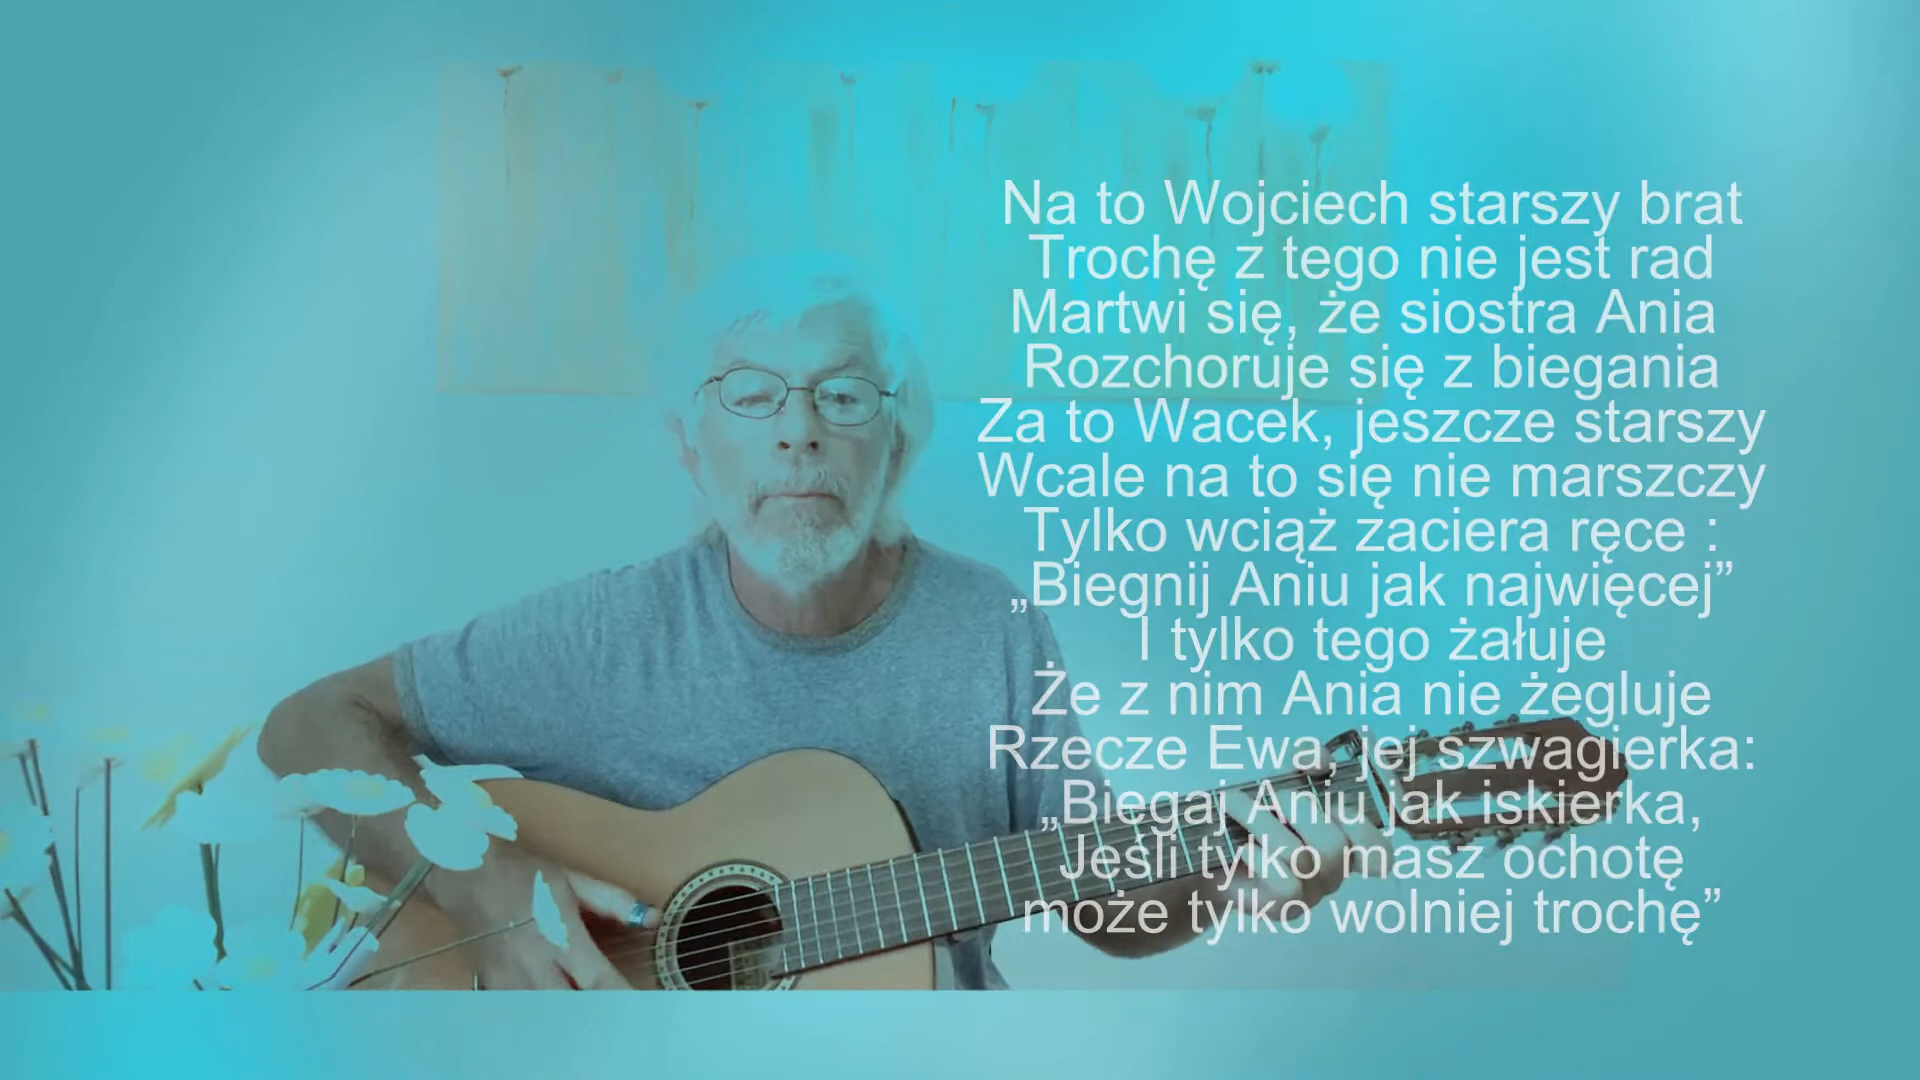 Na to Wojciech starszy brat
Trochę z tego nie jest rad
Martwi się, że siostra Ania
Rozchoruje się z biegania
Za to Wacek, jeszcze starszy
Wcale na to się nie marszczy
Tylko wciąż zaciera ręce :
„Biegnij Aniu jak najwięcej”
I tylko tego żałuje
Że z nim Ania nie żegluje
Rzecze Ewa, jej szwagierka:
„Biegaj Aniu jak iskierka,
Jeśli tylko masz ochotę
może tylko wolniej trochę”